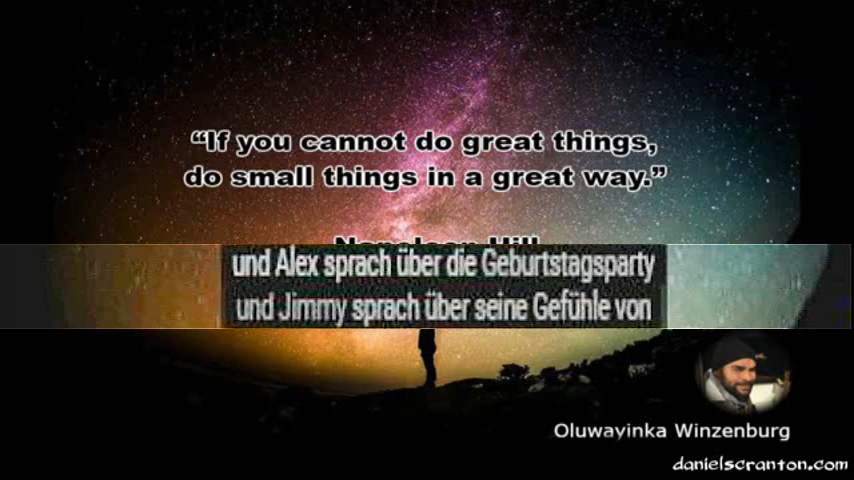 “If you cannot do great things,
do small things in a great way.”
und Alex sprach über die Geburtstagsparty
und Jimmy sprach über seine Gefühle von
Oluwayinka Winzenburg
danielscranton.com